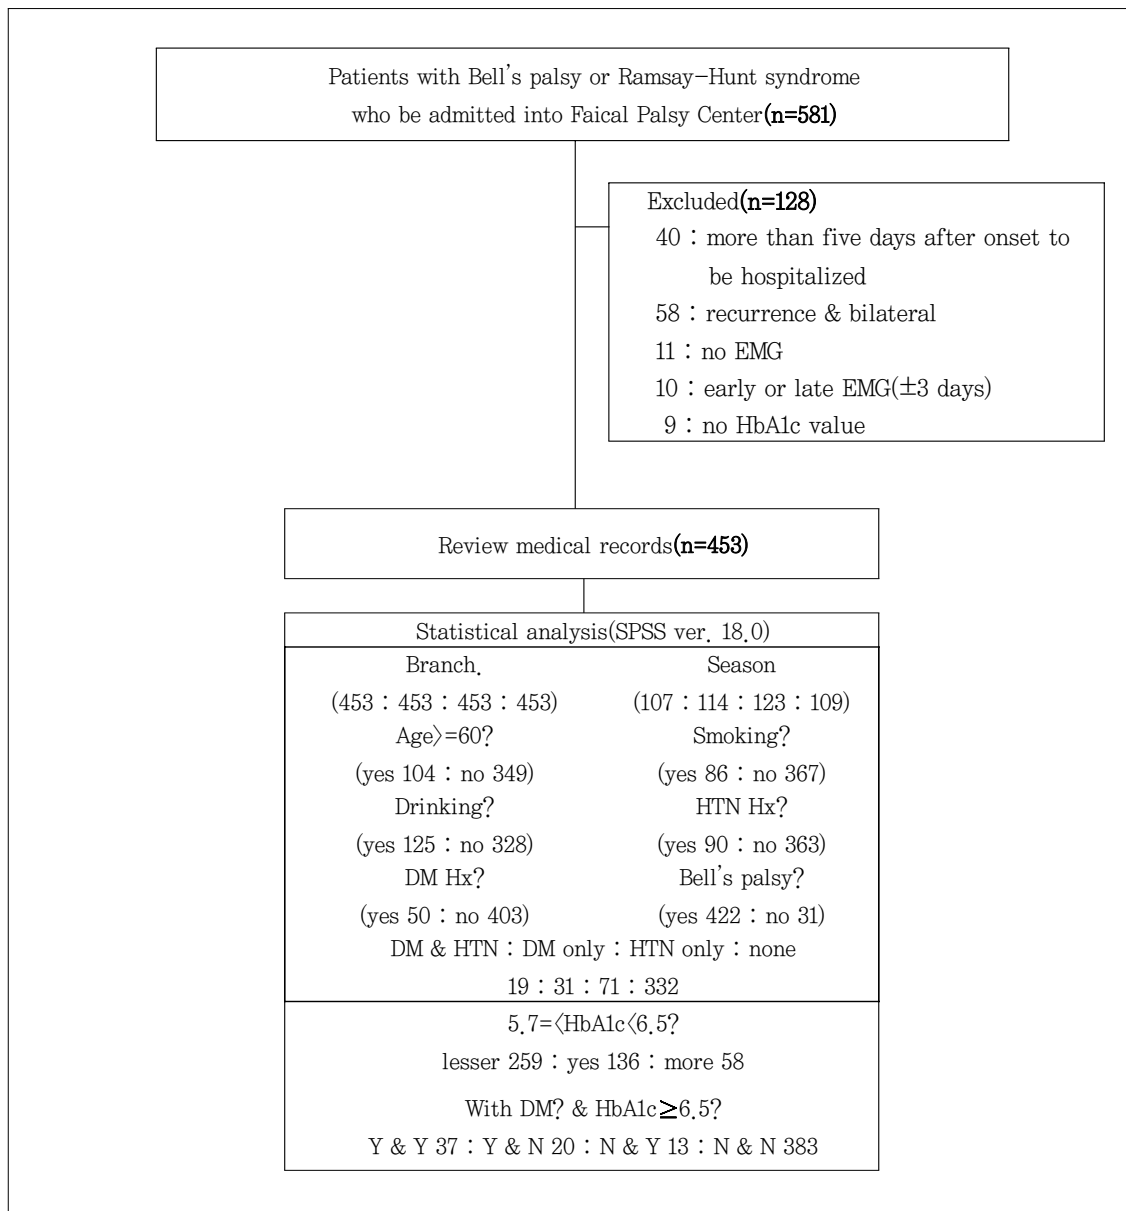 Patients with Bell's palsy or Ramsay-Hunt syndrome
who be admitted into Faical Palsy Center(n=581)
Excluded(n=128)
40 : more than five days after onset to
be hospitalized
58 : recurrence & bilateral
11 : no EMG
10 : early or late EMG(±3 days)
9 : no HbA1c value
Review medical records(n=453)
Statistical analysis(SPSS ver. 18.0)
Branch. Season
(453 : 453 : 453 : 453) (107 : 114 : 123 : 109)
Age〉=60? Smoking?
(yes 104 : no 349) (yes 86 : no 367)
Drinking? HTN Hx?
(yes 125 : no 328) (yes 90 : no 363)
DM Hx? Bell's palsy?
(yes 50 : no 403) (yes 422 : no 31)
DM & HTN : DM only : HTN only : none
19 : 31 : 71 : 332
5.7=〈HbA1c〈6.5?
lesser 259 : yes 136 : more 58
With DM? & HbA1c≥6.5?
Y & Y 37 : Y & N 20 : N & Y 13 : N & N 383